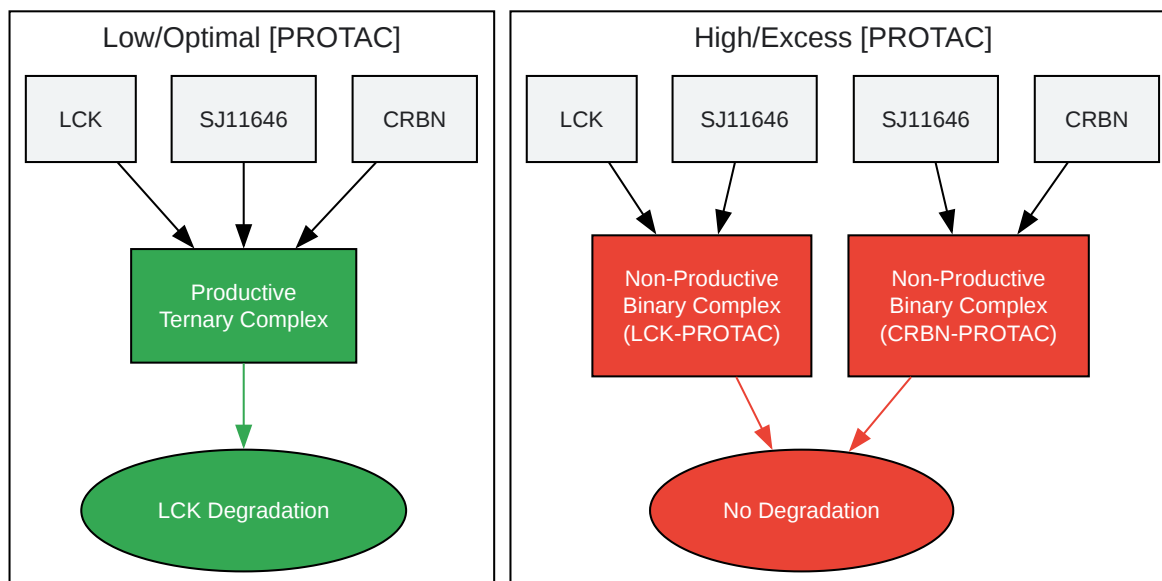 Low/Optimal [PROTAC]
LCK
SJ11646
CRBN
Productive
Ternary Complex
LCK Degradation
High/Excess [PROTAC]
LCK
SJ11646
SJ11646
CRBN
Non-Productive
Binary Complex
(LCK-PROTAC)
Non-Productive
Binary Complex
(CRBN-PROTAC)
No Degradation